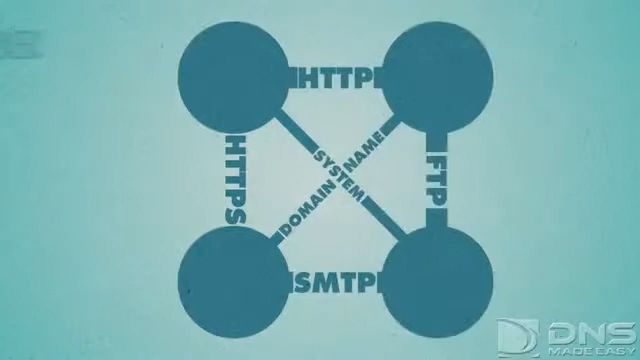 HTTP
HTTPS
SYSTEM
DOMAIN NAME
FTP
SMTP
DNS
MADE EASY